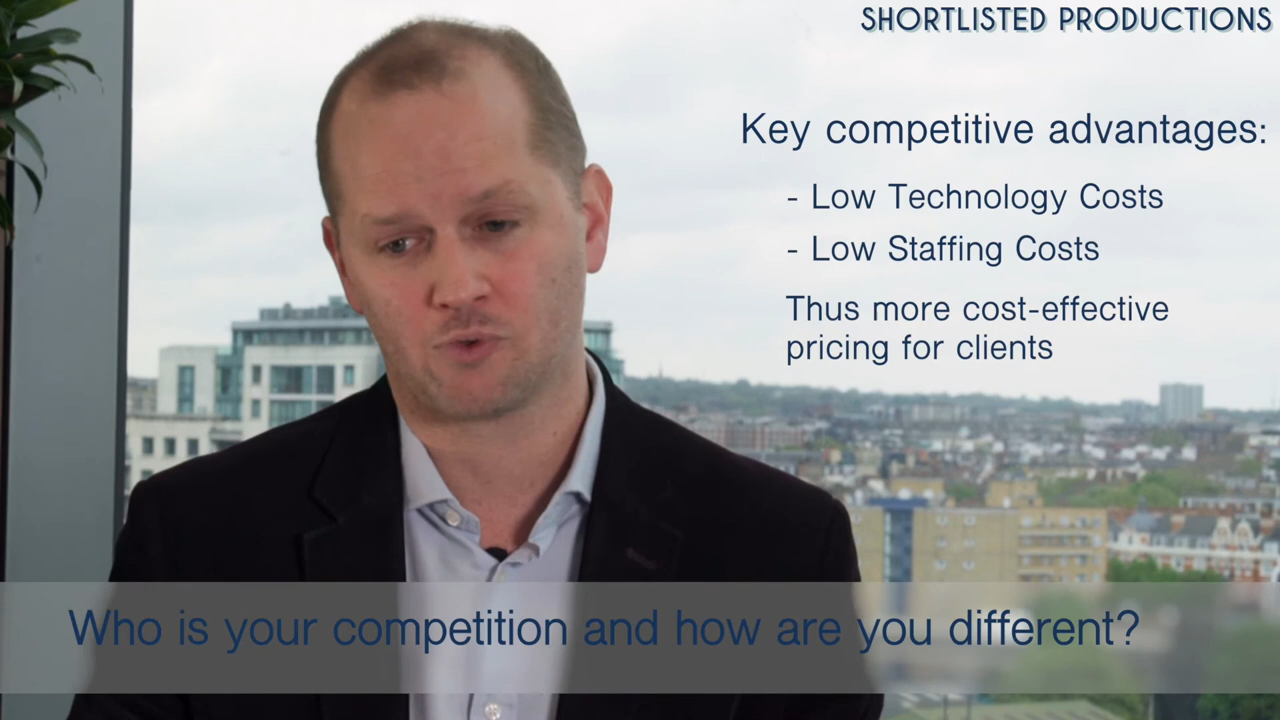 SHORTLISTED PRODUCTIONS
Key competitive advantages:
- Low Technology Costs
- Low Staffing Costs
Thus more cost-effective
pricing for clients
Who is your competition and how are you different?